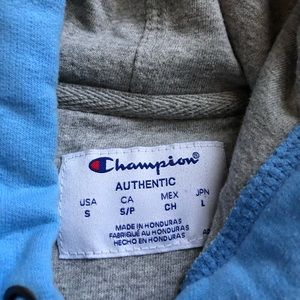 Champion
AUTHENTIC
USA CA MEX JPN
S S/P CH L
MADE IN HONDURAS
FABRIQUÉ AU HONDURAS
HECHO EN HONDURAS